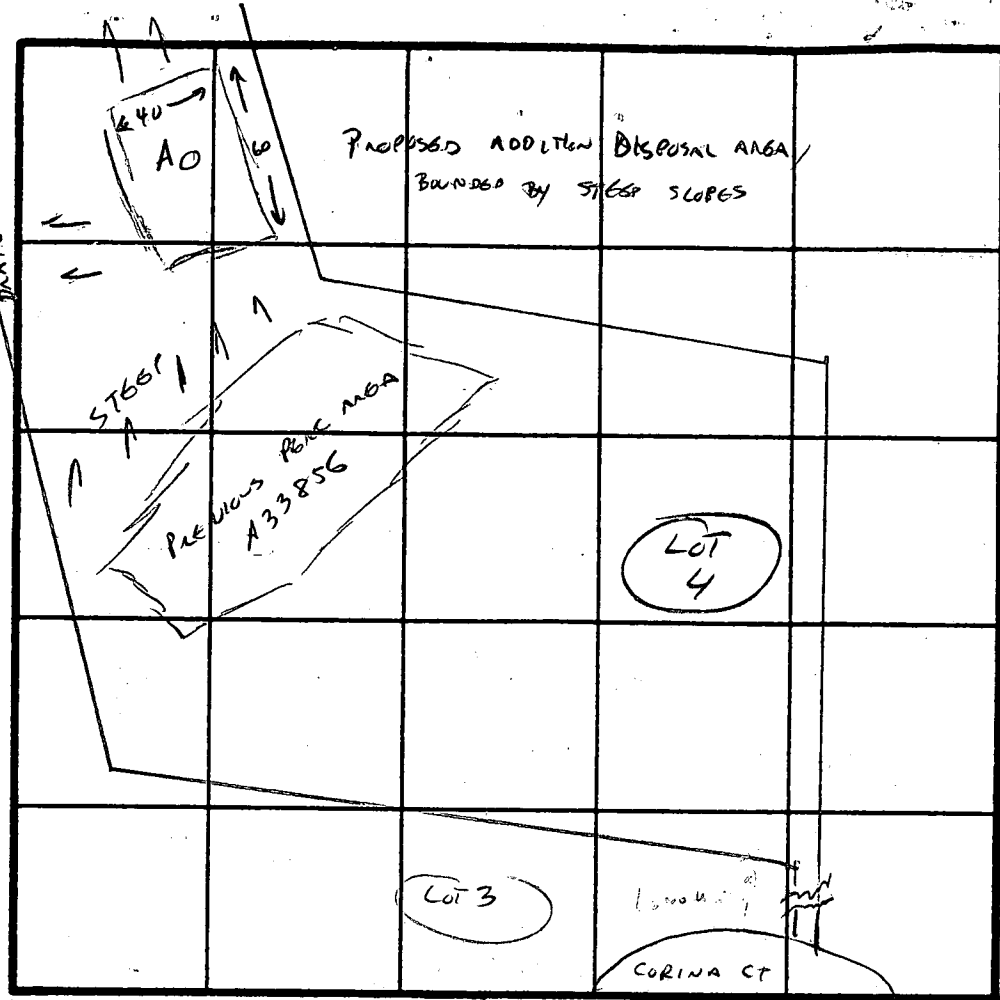 40
60
AO
PROPOSED ADDITION DISPOSAL AREA
BOUNDED BY STEEP SLOPES
STEEP
PREVIOUS PERC AREA
A33856
LOT
4
LOT 3
CORINA CT